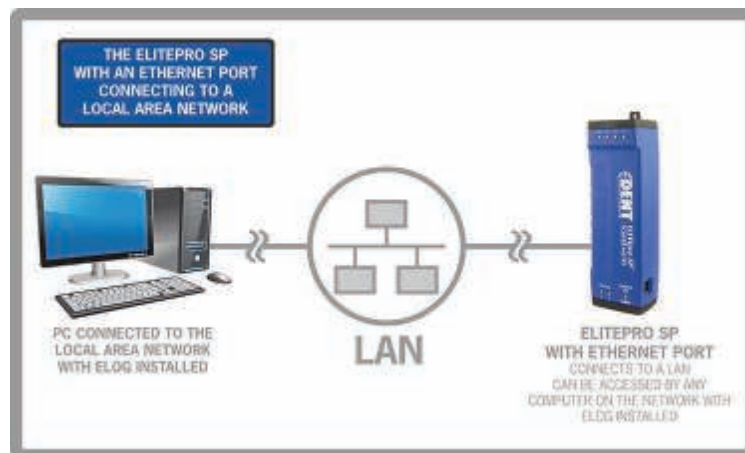 THE ELITEPRO SP
WITH AN ETHERNET PORT
CONNECTING TO A
LOCAL AREA NETWORK
PC CONNECTED TO THE
LOCAL AREA NETWORK
WITH ELOG INSTALLED
LAN
DENT
ELITEPRO SP
WITH ETHERNET PORT
CONNECTS TO A LAN
CAN BE ACCESSED BY ANY
COMPUTER ON THE NETWORK WITH
ELOG INSTALLED